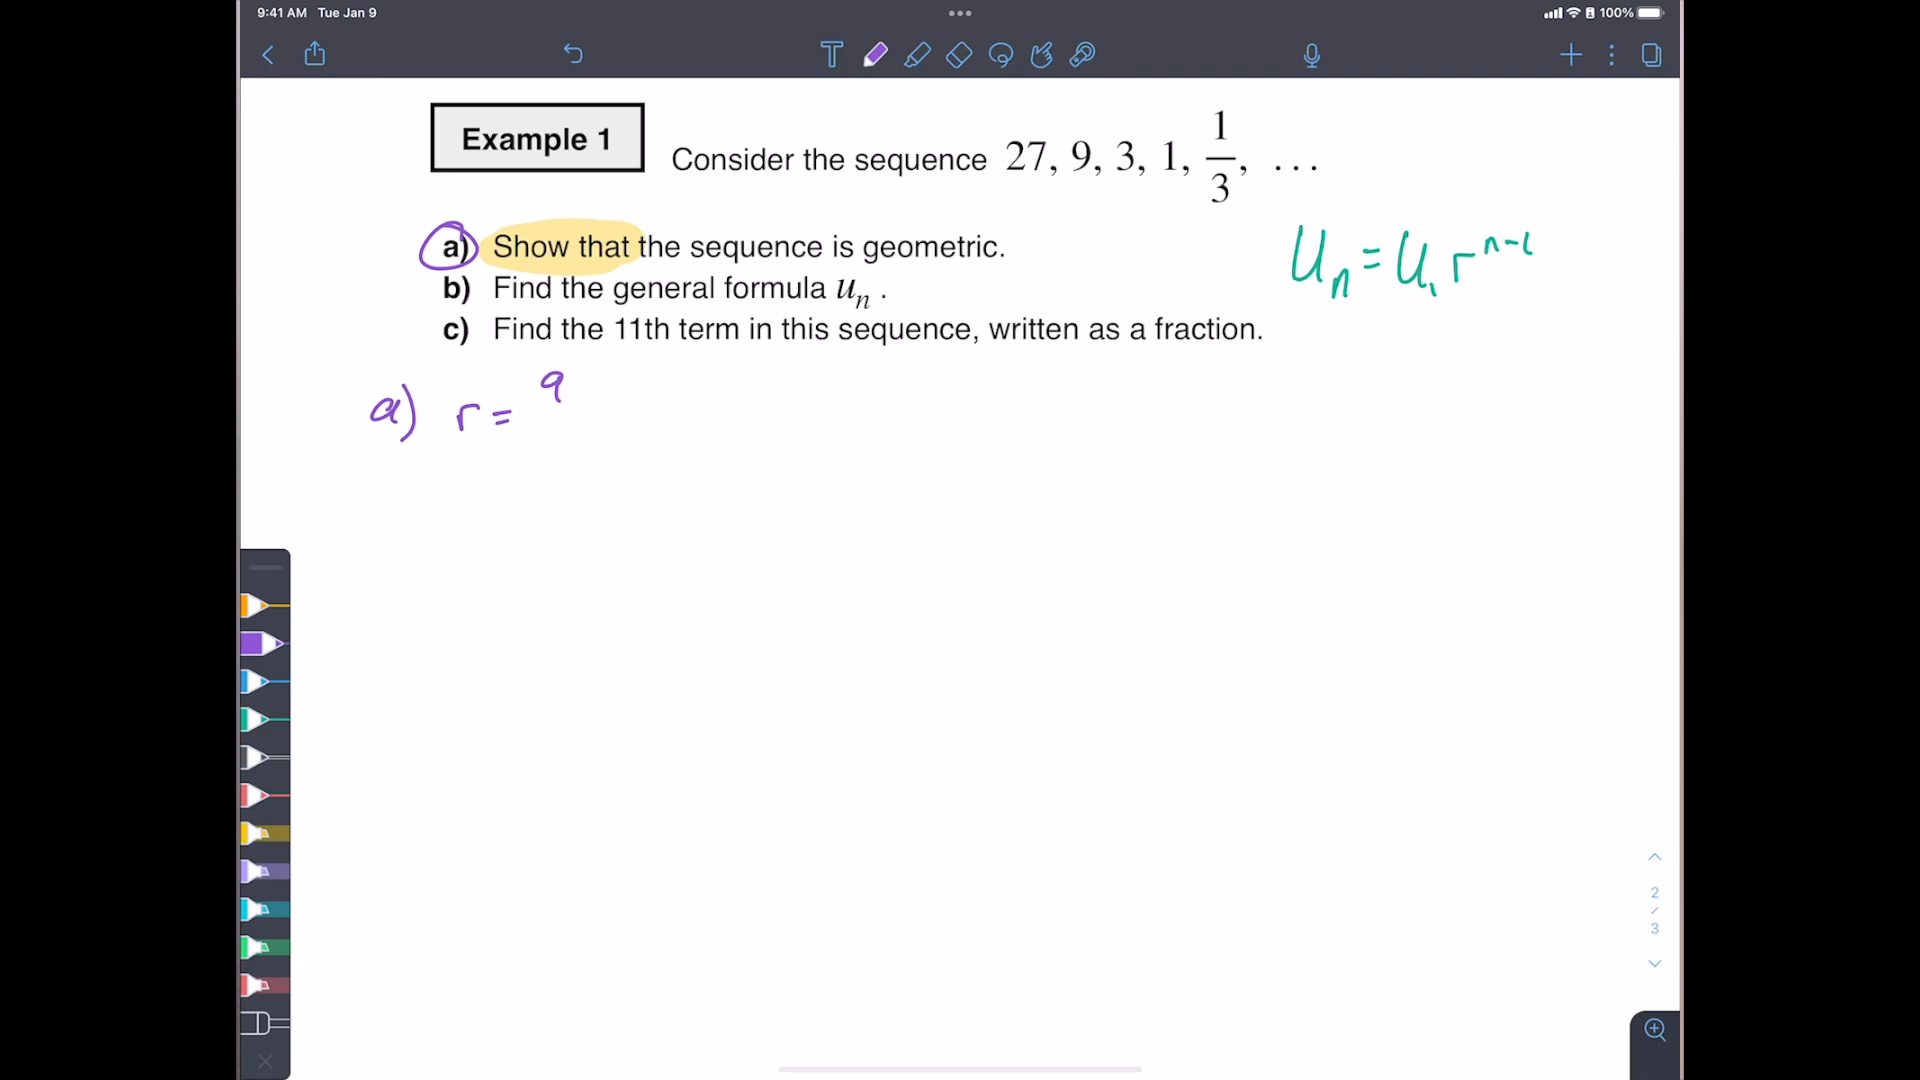 9:41 AM Tue Jan 9
100%
Example 1 Consider the sequence 27, 9, 3, 1, 1/3, ...
a) Show that the sequence is geometric.
uₙ = u₁ rⁿ⁻¹
b) Find the general formula uₙ .
c) Find the 11th term in this sequence, written as a fraction.
a) r = 9
2
/
3